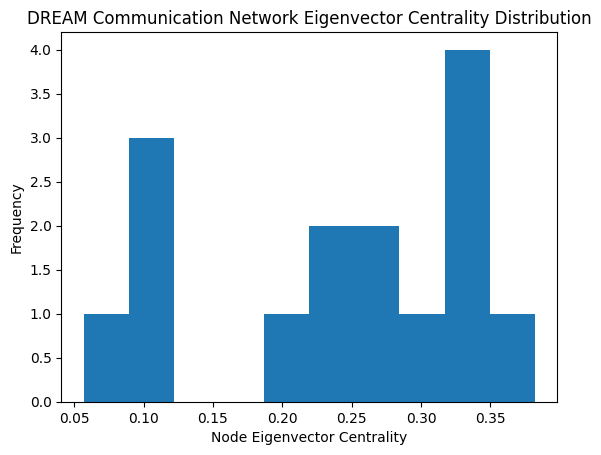 DREAM Communication Network Eigenvector Centrality Distribution
4.0
3.5
3.0
2.5
2.0
1.5
1.0
0.5
0.0
Frequency
0.05 0.10 0.15 0.20 0.25 0.30 0.35
Node Eigenvector Centrality